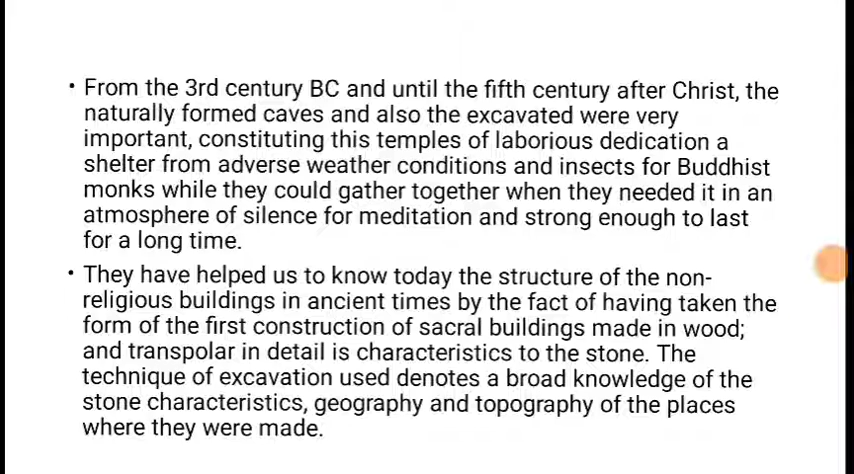 • From the 3rd century BC and until the fifth century after Christ, the
naturally formed caves and also the excavated were very
important, constituting this temples of laborious dedication a
shelter from adverse weather conditions and insects for Buddhist
monks while they could gather together when they needed it in an
atmosphere of silence for meditation and strong enough to last
for a long time.
• They have helped us to know today the structure of the non-
religious buildings in ancient times by the fact of having taken the
form of the first construction of sacral buildings made in wood;
and transpolar in detail is characteristics to the stone. The
technique of excavation used denotes a broad knowledge of the
stone characteristics, geography and topography of the places
where they were made.